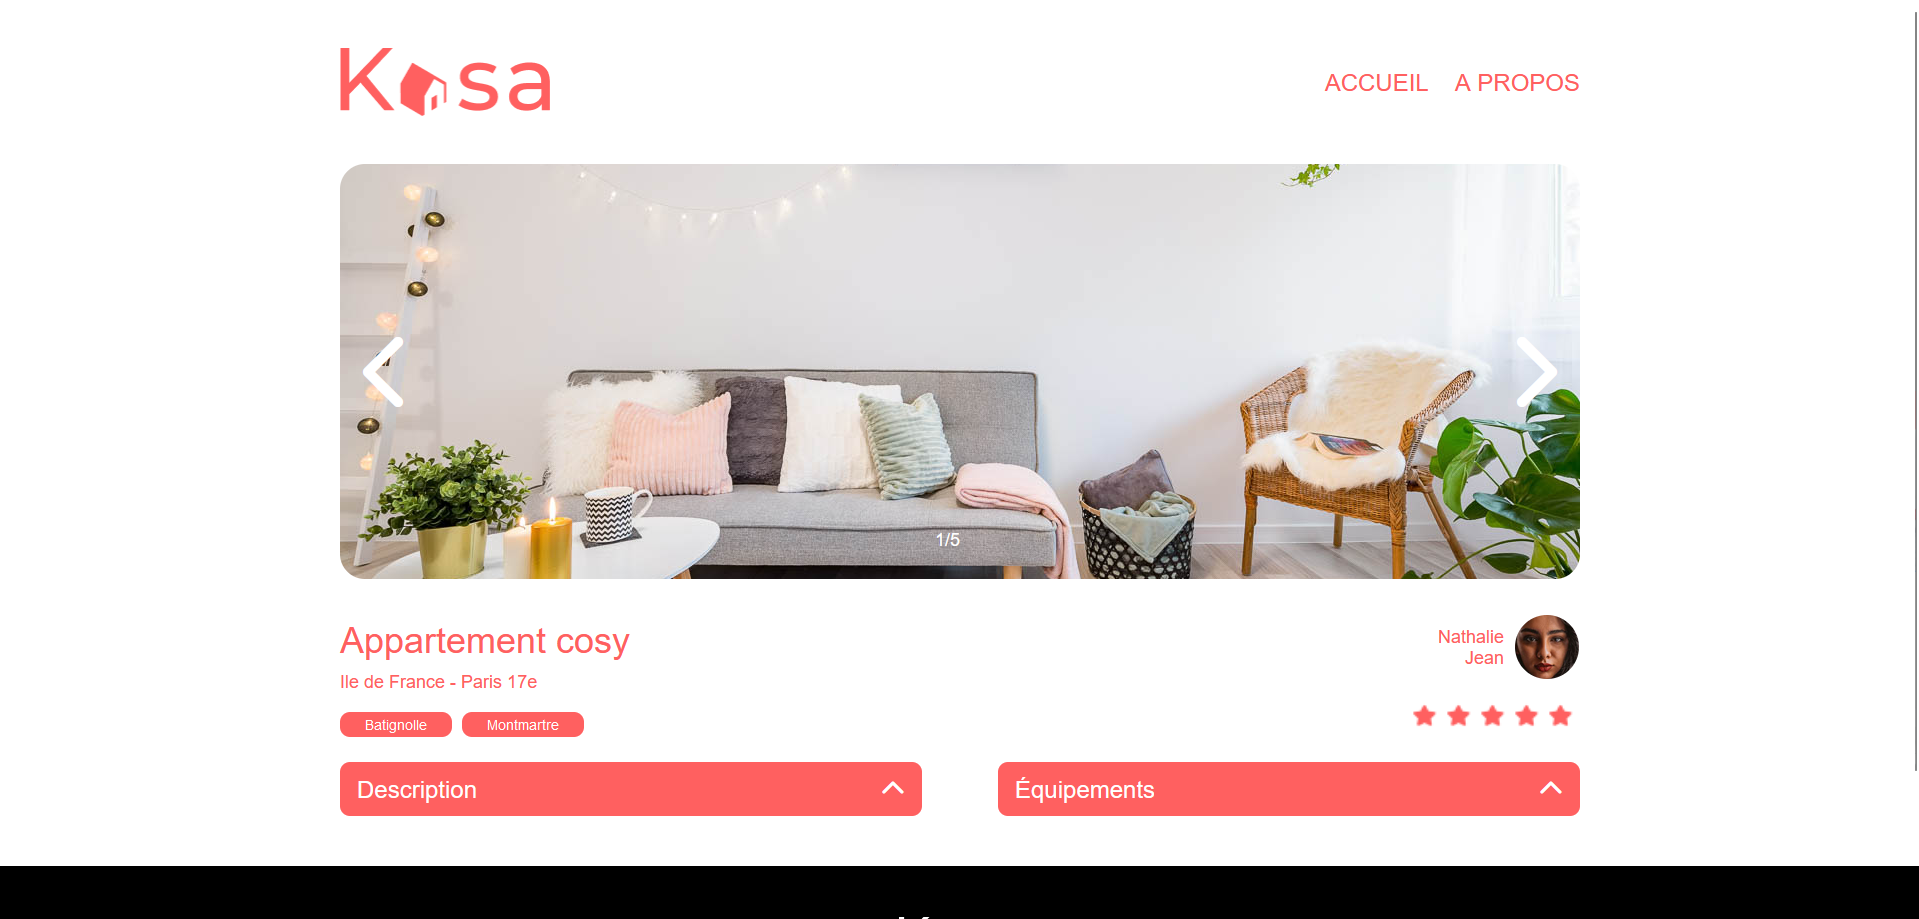 Kasa
ACCUEIL A PROPOS
1/5
Appartement cosy
Nathalie
Jean
Ile de France - Paris 17e
Batignolle Montmartre
Description Équipements